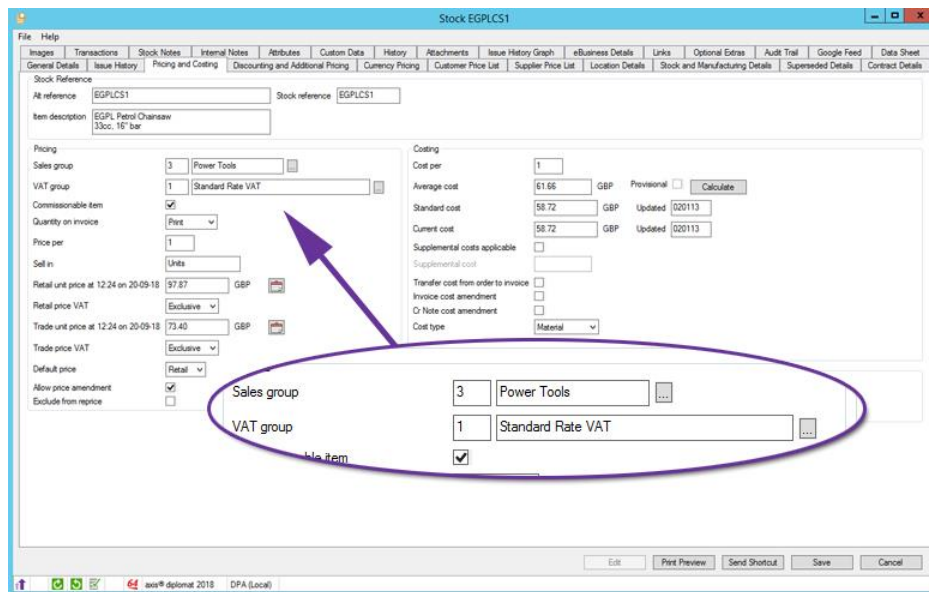 Stock EGPLCS1
File Help
Images Transactions Stock Notes Internal Notes Attributes Custom Data History Attachments Issue History Graph eBusiness Details Links Optional Extras Audit Trail Google Feed Data Sheet
General Details Issue History Pricing and Costing Discounting and Additional Pricing Currency Pricing Customer Price List Supplier Price List Location Details Stock and Manufacturing Details Superseded Details Contract Details
Stock Reference
Alt reference EGPLCS1 Stock reference EGPLCS1
Item description EGPL Petrol Chainsaw
33cc, 16" bar
Pricing
Sales group 3 Power Tools ...
VAT group 1 Standard Rate VAT ...
Commissionable item
Quantity on invoice Print
Price per 1
Sell in Units
Retail unit price at 12:24 on 20-09-18 97.87 GBP
Retail price VAT Exclusive
Trade unit price at 12:24 on 20-09-18 73.40 GBP
Trade price VAT Exclusive
Default price Retail
Allow price amendment
Exclude from reprice
Costing
Cost per 1
Average cost 61.66 GBP Provisional Calculate
Standard cost 58.72 GBP Updated 020113
Current cost 58.72 GBP Updated 020113
Supplemental costs applicable
Supplemental cost
Transfer cost from order to invoice
Invoice cost amendment
Cr Note cost amendment
Cost type Material
Sales group 3 Power Tools ...
VAT group 1 Standard Rate VAT ...
ble item
Edit Print Preview Send Shortcut Save Cancel
64 axis® diplomat 2018 DPA (Local)